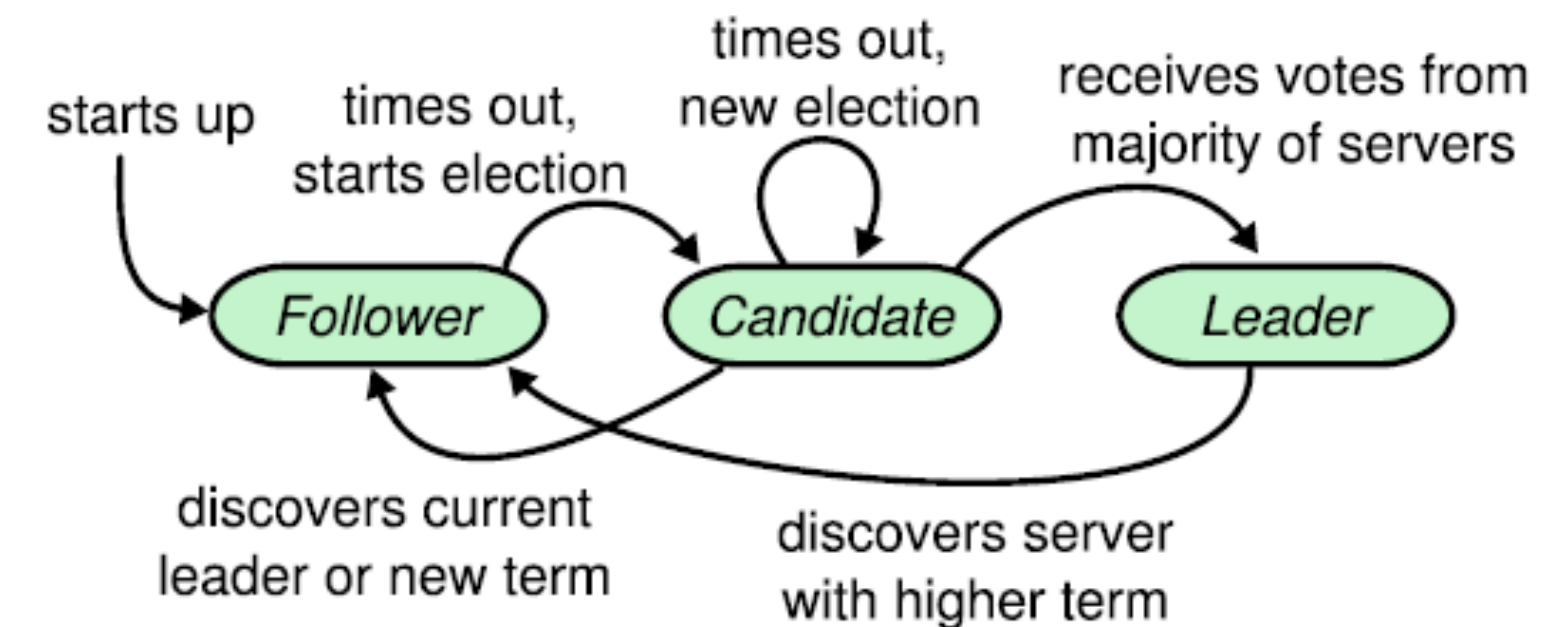 starts up
times out,
starts election
times out,
new election
receives votes from
majority of servers
Follower
Candidate
Leader
discovers current
leader or new term
discovers server
with higher term